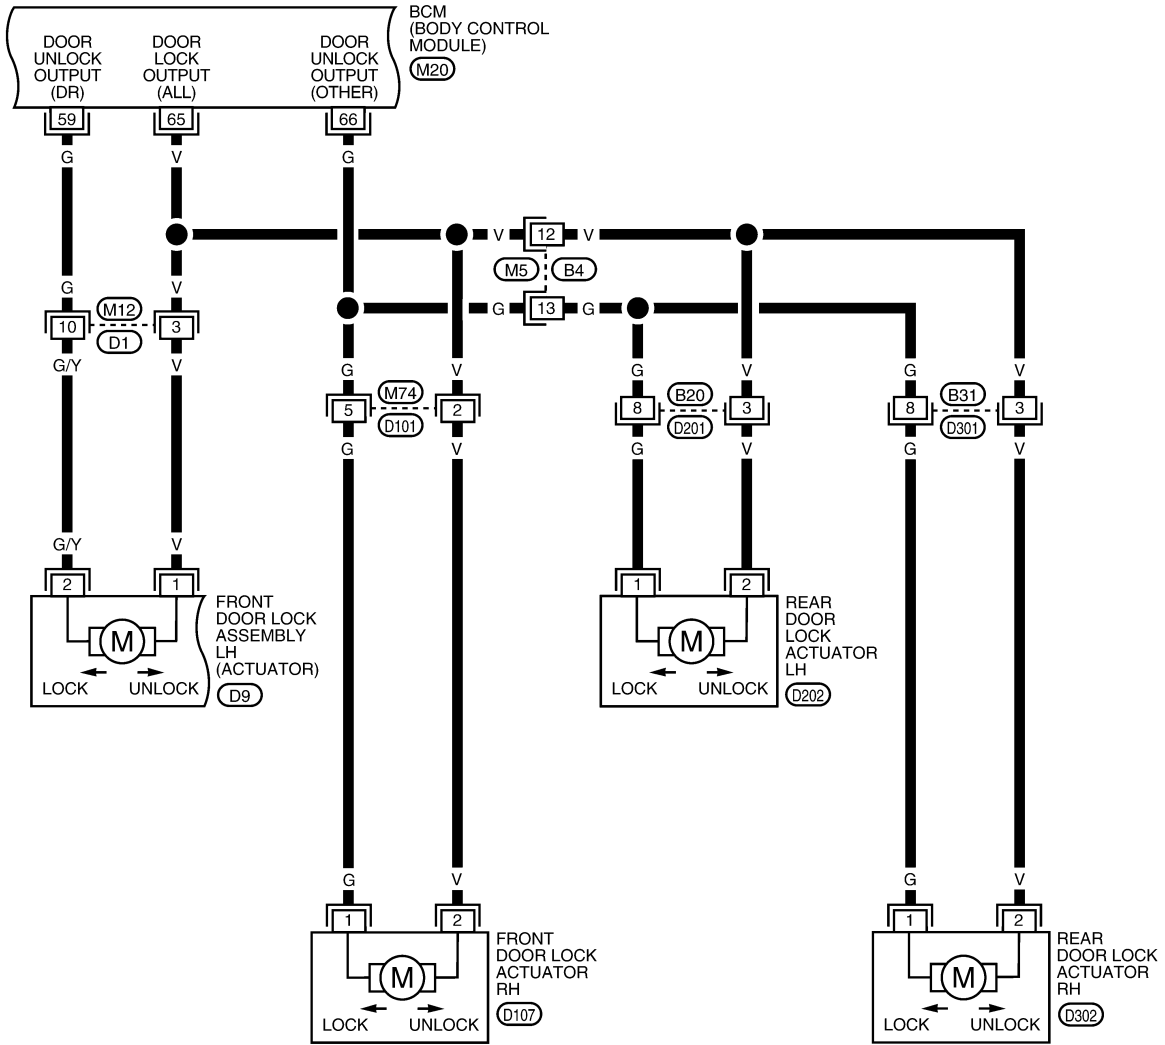 BCM
(BODY CONTROL
MODULE)
M20
DOOR
UNLOCK
OUTPUT
(DR)
DOOR
LOCK
OUTPUT
(ALL)
DOOR
UNLOCK
OUTPUT
(OTHER)
59 65 66
G V G
V 12 V
M5 B4
G 13 G
G V
M12
10 3
D1
G/Y V
G V G V G V
M74
5 2
D101
B20
8 3
D201
B31
8 3
D301
G V G V G V
G/Y V
2 1
M
LOCK UNLOCK
FRONT
DOOR LOCK
ASSEMBLY
LH
(ACTUATOR)
D9
1 2
M
LOCK UNLOCK
REAR
DOOR
LOCK
ACTUATOR
LH
D202
G V
1 2
M
LOCK UNLOCK
FRONT
DOOR LOCK
ACTUATOR
RH
D107
G V
1 2
M
LOCK UNLOCK
REAR
DOOR LOCK
ACTUATOR
RH
D302